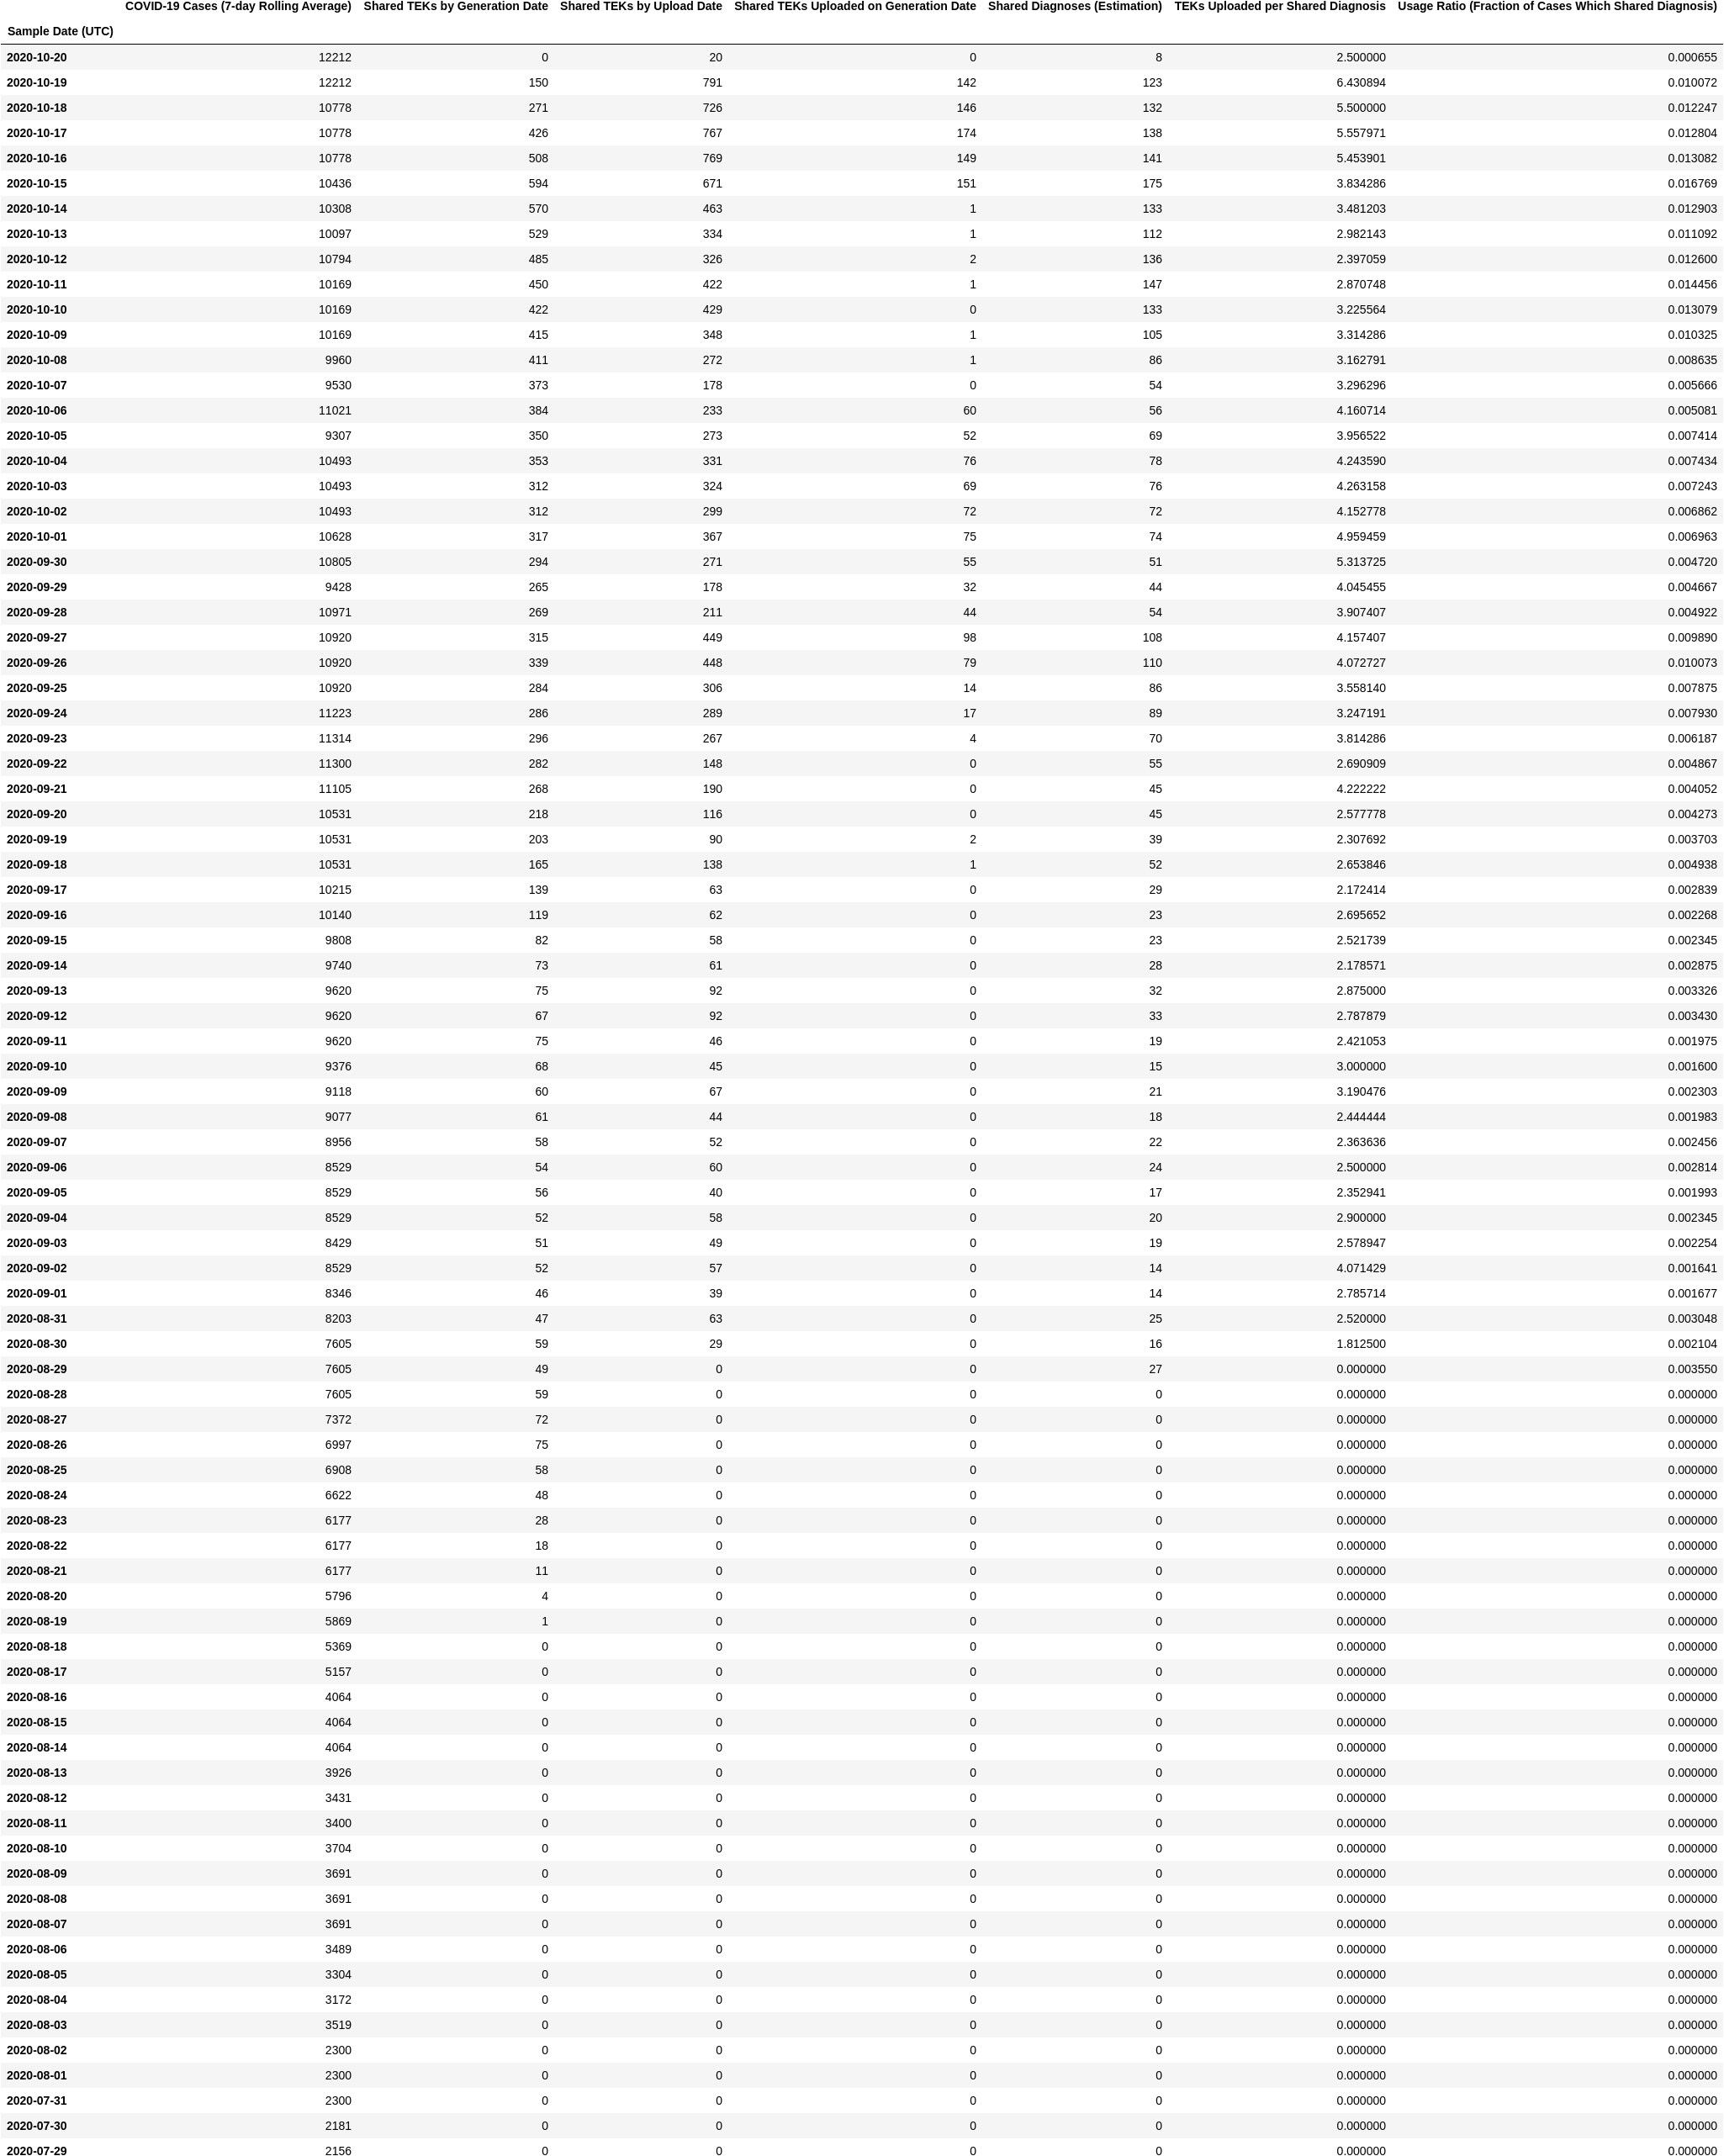 COVID-19 Cases (7-day Rolling Average) Shared TEKs by Generation Date Shared TEKs by Upload Date Shared TEKs Uploaded on Generation Date Shared Diagnoses (Estimation) TEKs Uploaded per Shared Diagnosis Usage Ratio (Fraction of Cases Which Shared Diagnosis)
Sample Date (UTC)
2020-10-20 12212 0 20 0 8 2.500000 0.000655
2020-10-19 12212 150 791 142 123 6.430894 0.010072
2020-10-18 10778 271 726 146 132 5.500000 0.012247
2020-10-17 10778 426 767 174 138 5.557971 0.012804
2020-10-16 10778 508 769 149 141 5.453901 0.013082
2020-10-15 10436 594 671 151 175 3.834286 0.016769
2020-10-14 10308 570 463 1 133 3.481203 0.012903
2020-10-13 10097 529 334 1 112 2.982143 0.011092
2020-10-12 10794 485 326 2 136 2.397059 0.012600
2020-10-11 10169 450 422 1 147 2.870748 0.014456
2020-10-10 10169 422 429 0 133 3.225564 0.013079
2020-10-09 10169 415 348 1 105 3.314286 0.010325
2020-10-08 9960 411 272 1 86 3.162791 0.008635
2020-10-07 9530 373 178 0 54 3.296296 0.005666
2020-10-06 11021 384 233 60 56 4.160714 0.005081
2020-10-05 9307 350 273 52 69 3.956522 0.007414
2020-10-04 10493 353 331 76 78 4.243590 0.007434
2020-10-03 10493 312 324 69 76 4.263158 0.007243
2020-10-02 10493 312 299 72 72 4.152778 0.006862
2020-10-01 10628 317 367 75 74 4.959459 0.006963
2020-09-30 10805 294 271 55 51 5.313725 0.004720
2020-09-29 9428 265 178 32 44 4.045455 0.004667
2020-09-28 10971 269 211 44 54 3.907407 0.004922
2020-09-27 10920 315 449 98 108 4.157407 0.009890
2020-09-26 10920 339 448 79 110 4.072727 0.010073
2020-09-25 10920 284 306 14 86 3.558140 0.007875
2020-09-24 11223 286 289 17 89 3.247191 0.007930
2020-09-23 11314 296 267 4 70 3.814286 0.006187
2020-09-22 11300 282 148 0 55 2.690909 0.004867
2020-09-21 11105 268 190 0 45 4.222222 0.004052
2020-09-20 10531 218 116 0 45 2.577778 0.004273
2020-09-19 10531 203 90 2 39 2.307692 0.003703
2020-09-18 10531 165 138 1 52 2.653846 0.004938
2020-09-17 10215 139 63 0 29 2.172414 0.002839
2020-09-16 10140 119 62 0 23 2.695652 0.002268
2020-09-15 9808 82 58 0 23 2.521739 0.002345
2020-09-14 9740 73 61 0 28 2.178571 0.002875
2020-09-13 9620 75 92 0 32 2.875000 0.003326
2020-09-12 9620 67 92 0 33 2.787879 0.003430
2020-09-11 9620 75 46 0 19 2.421053 0.001975
2020-09-10 9376 68 45 0 15 3.000000 0.001600
2020-09-09 9118 60 67 0 21 3.190476 0.002303
2020-09-08 9077 61 44 0 18 2.444444 0.001983
2020-09-07 8956 58 52 0 22 2.363636 0.002456
2020-09-06 8529 54 60 0 24 2.500000 0.002814
2020-09-05 8529 56 40 0 17 2.352941 0.001993
2020-09-04 8529 52 58 0 20 2.900000 0.002345
2020-09-03 8429 51 49 0 19 2.578947 0.002254
2020-09-02 8529 52 57 0 14 4.071429 0.001641
2020-09-01 8346 46 39 0 14 2.785714 0.001677
2020-08-31 8203 47 63 0 25 2.520000 0.003048
2020-08-30 7605 59 29 0 16 1.812500 0.002104
2020-08-29 7605 49 0 0 27 0.000000 0.003550
2020-08-28 7605 59 0 0 0 0.000000 0.000000
2020-08-27 7372 72 0 0 0 0.000000 0.000000
2020-08-26 6997 75 0 0 0 0.000000 0.000000
2020-08-25 6908 58 0 0 0 0.000000 0.000000
2020-08-24 6622 48 0 0 0 0.000000 0.000000
2020-08-23 6177 28 0 0 0 0.000000 0.000000
2020-08-22 6177 18 0 0 0 0.000000 0.000000
2020-08-21 6177 11 0 0 0 0.000000 0.000000
2020-08-20 5796 4 0 0 0 0.000000 0.000000
2020-08-19 5869 1 0 0 0 0.000000 0.000000
2020-08-18 5369 0 0 0 0 0.000000 0.000000
2020-08-17 5157 0 0 0 0 0.000000 0.000000
2020-08-16 4064 0 0 0 0 0.000000 0.000000
2020-08-15 4064 0 0 0 0 0.000000 0.000000
2020-08-14 4064 0 0 0 0 0.000000 0.000000
2020-08-13 3926 0 0 0 0 0.000000 0.000000
2020-08-12 3431 0 0 0 0 0.000000 0.000000
2020-08-11 3400 0 0 0 0 0.000000 0.000000
2020-08-10 3704 0 0 0 0 0.000000 0.000000
2020-08-09 3691 0 0 0 0 0.000000 0.000000
2020-08-08 3691 0 0 0 0 0.000000 0.000000
2020-08-07 3691 0 0 0 0 0.000000 0.000000
2020-08-06 3489 0 0 0 0 0.000000 0.000000
2020-08-05 3304 0 0 0 0 0.000000 0.000000
2020-08-04 3172 0 0 0 0 0.000000 0.000000
2020-08-03 3519 0 0 0 0 0.000000 0.000000
2020-08-02 2300 0 0 0 0 0.000000 0.000000
2020-08-01 2300 0 0 0 0 0.000000 0.000000
2020-07-31 2300 0 0 0 0 0.000000 0.000000
2020-07-30 2181 0 0 0 0 0.000000 0.000000
2020-07-29 2156 0 0 0 0 0.000000 0.000000